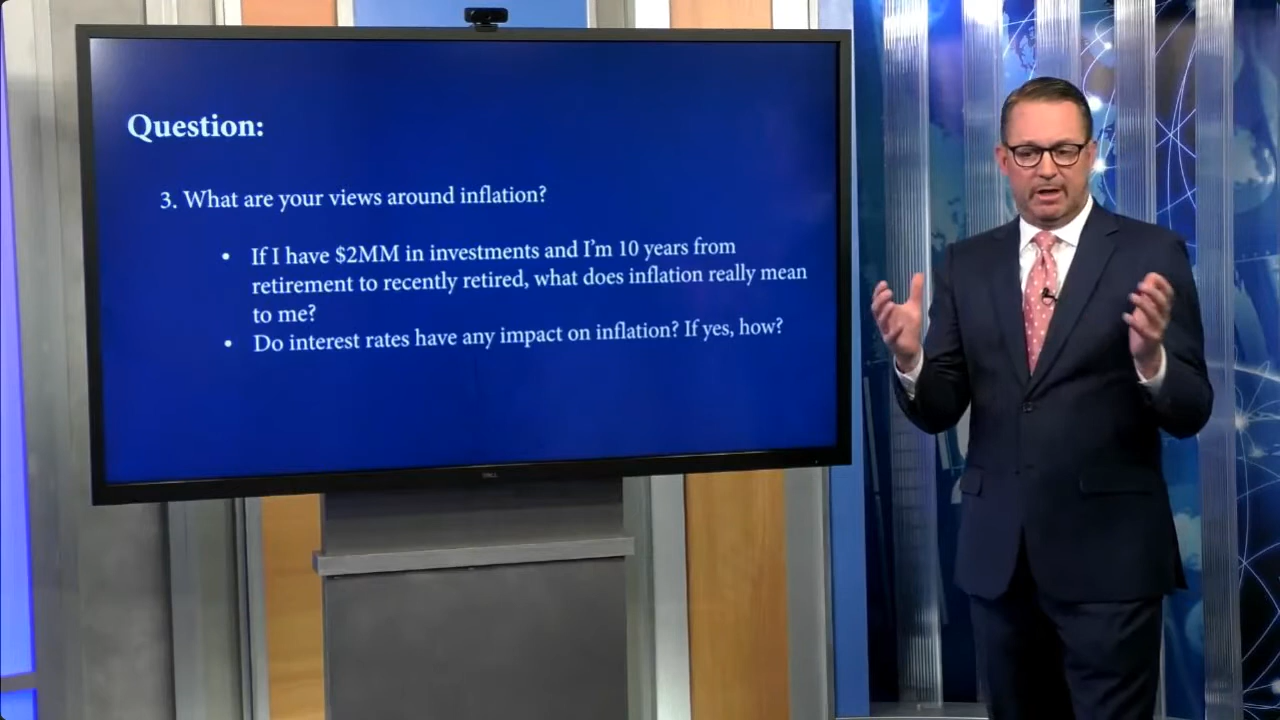 Question:
3. What are your views around inflation?
• If I have $2MM in investments and I'm 10 years from
retirement to recently retired, what does inflation really mean
to me?
• Do interest rates have any impact on inflation? If yes, how?
DELL